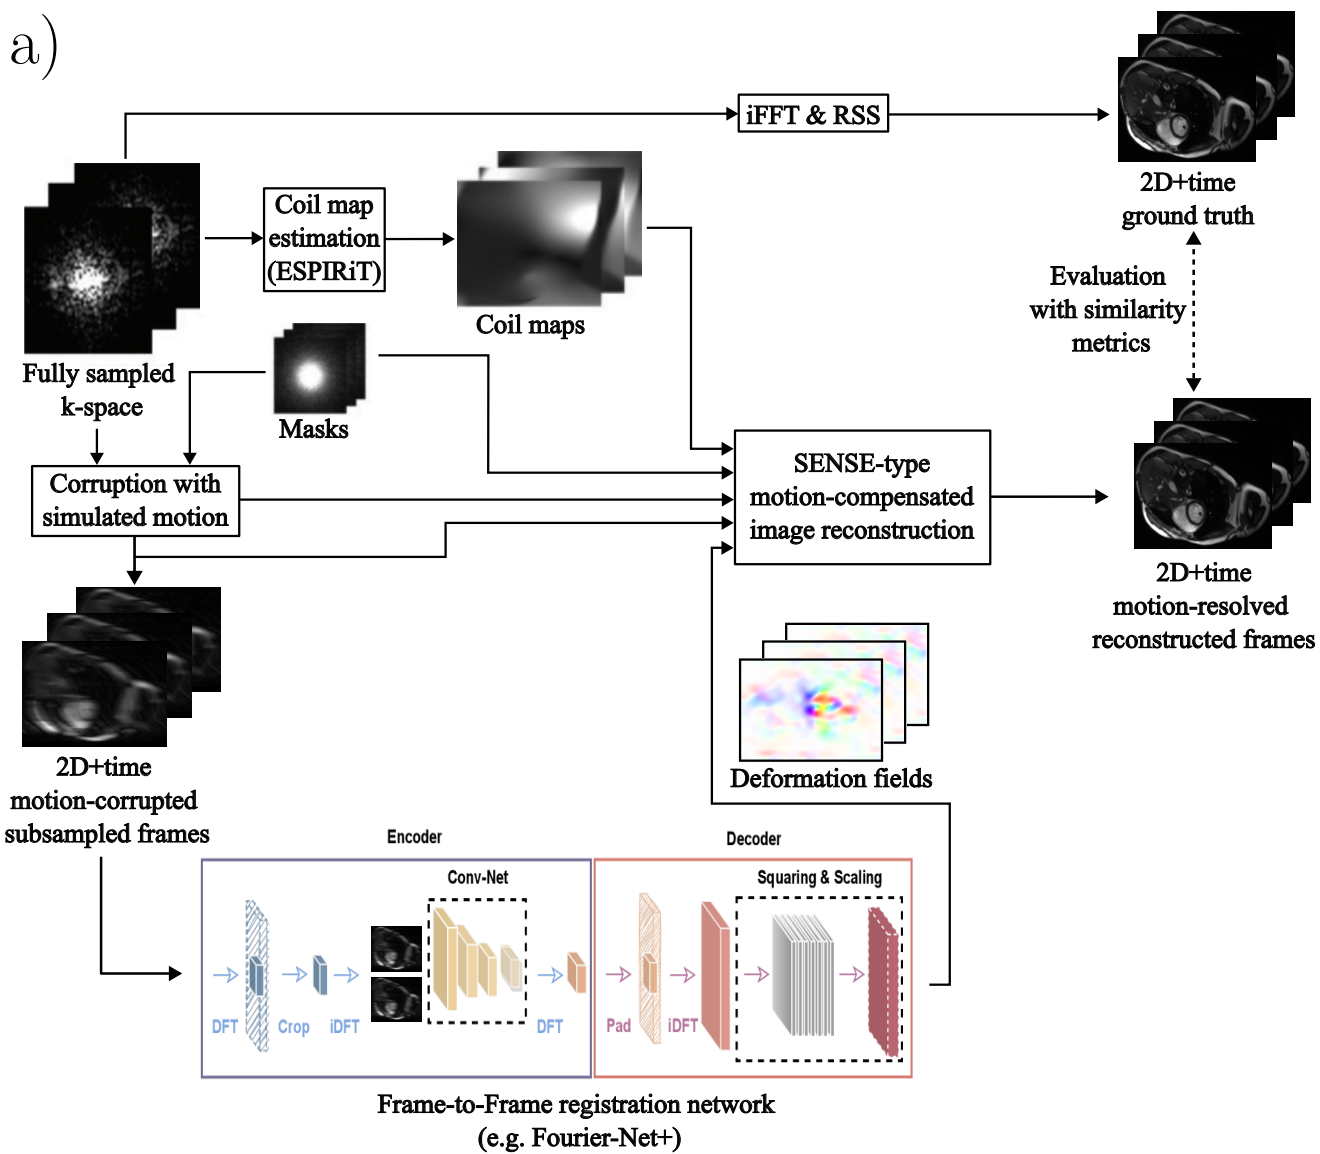 a)
iFFT & RSS
2D+time
ground truth
Coil map
estimation
(ESPIRiT)
Coil maps
Evaluation
with similarity
metrics
Fully sampled
k-space
Masks
Corruption with
simulated motion
SENSE-type
motion-compensated
image reconstruction
2D+time
motion-resolved
reconstructed frames
2D+time
motion-corrupted
subsampled frames
Deformation fields
Encoder
Decoder
Conv-Net
Squaring & Scaling
DFT
Crop
iDFT
DFT
Pad
iDFT
Frame-to-Frame registration network
(e.g. Fourier-Net+)